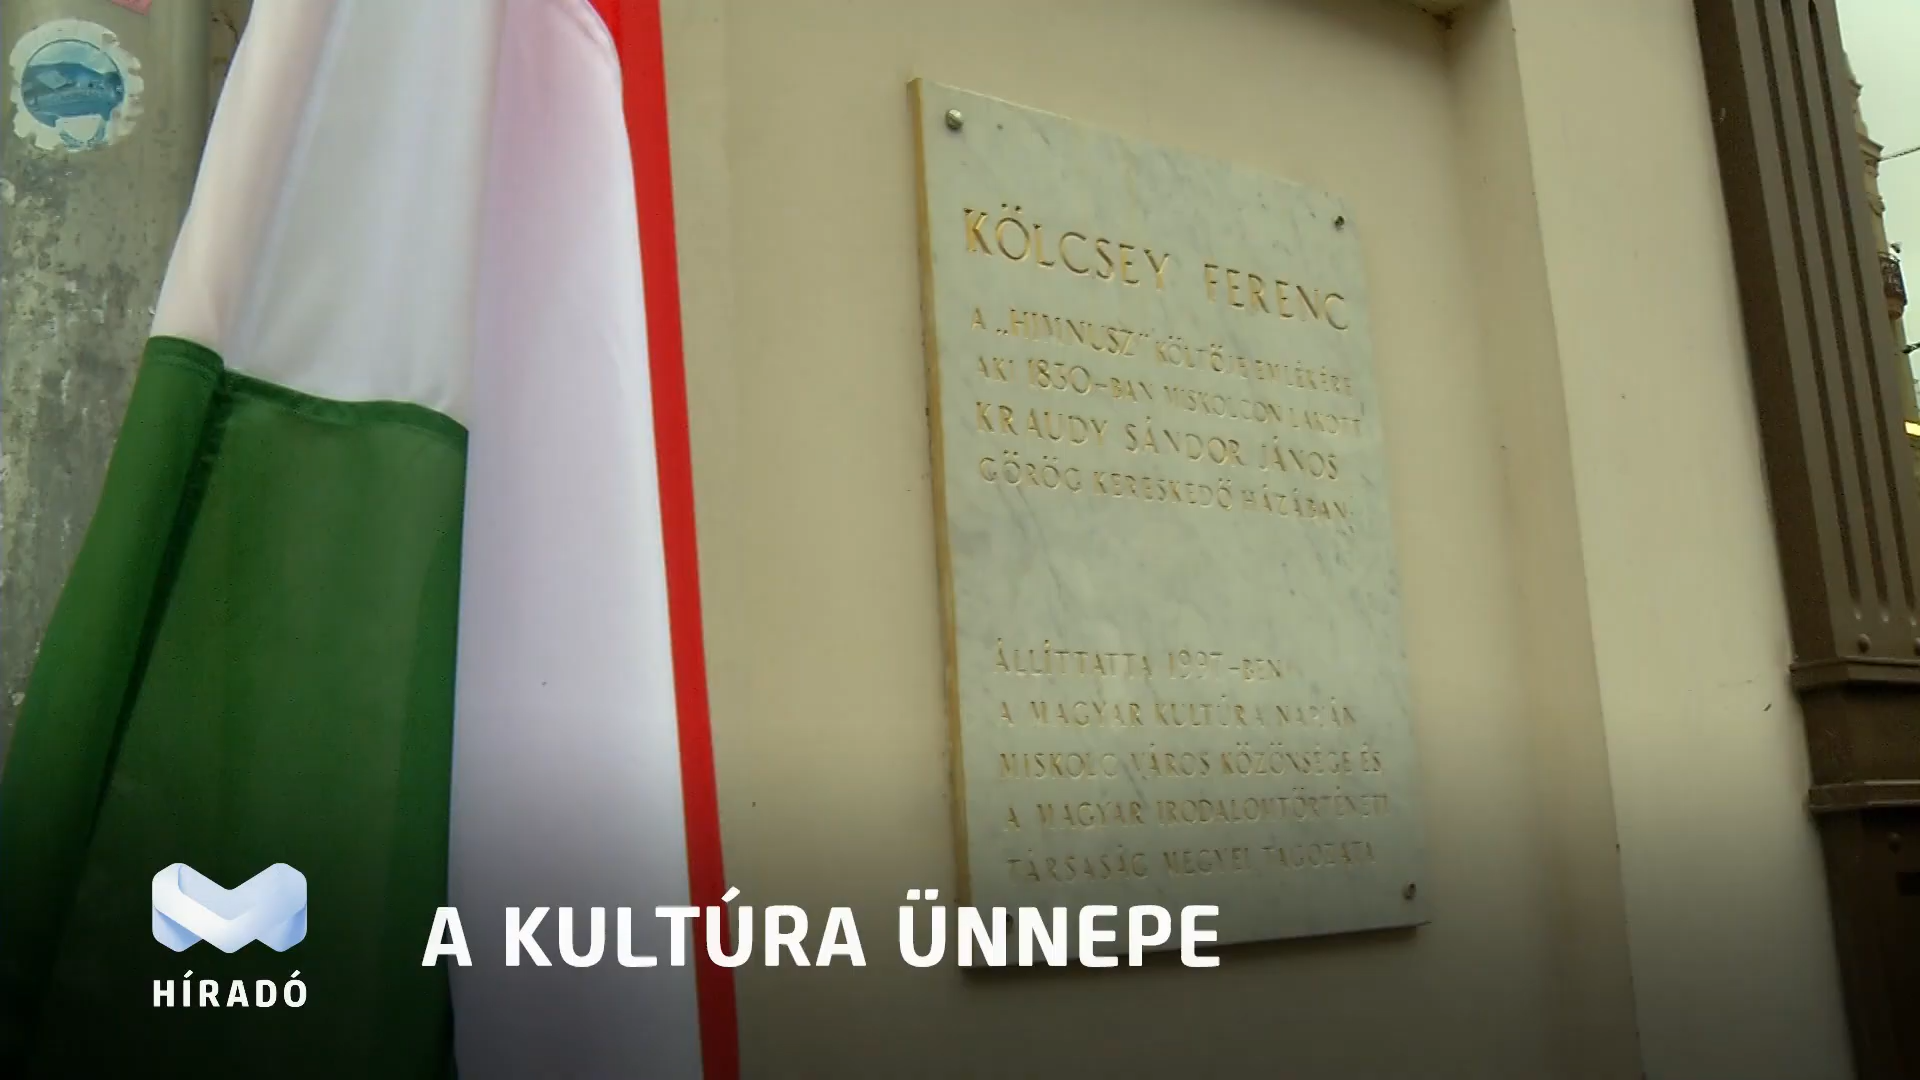 KÖLCSEY FERENC
A „HIMNUSZ” KÖLTŐJE EMLÉKÉRE
AKI 1830-BAN MISKOLCON LAKOTT
KRAUDY SÁNDOR JÁNOS
GÖRÖG KERESKEDŐ HÁZÁBAN
ÁLLÍTTATTA 1997-BEN
A MAGYAR KULTÚRA NAPJÁN
MISKOLC VÁROS KÖZÖNSÉGE ÉS
A MAGYAR IRODALOMTÖRTÉNETI
TÁRSASÁG MEGYEI TAGOZATA
HÍRADÓ
A KULTÚRA ÜNNEPE